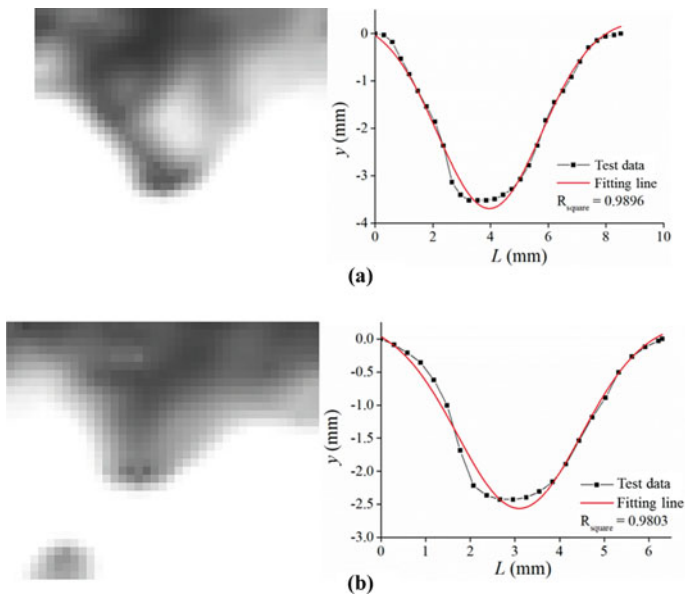 0
-1
-2
-3
-4
y (mm)
Test data
Fitting line
Rsquare = 0.9896
0 2 4 6 8 10
L (mm)
(a)
0.0
-0.5
-1.0
-1.5
-2.0
-2.5
-3.0
y (mm)
Test data
Fitting line
Rsquare = 0.9803
0 1 2 3 4 5 6
L (mm)
(b)